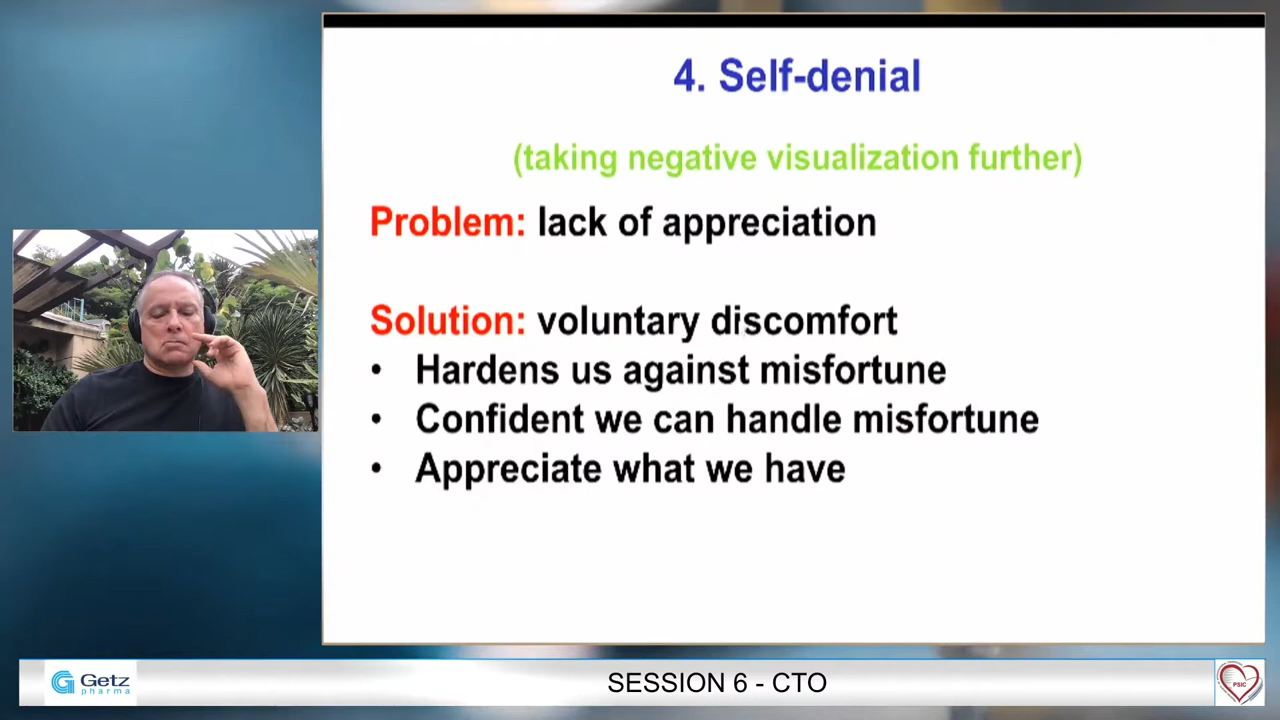 4. Self-denial
(taking negative visualization further)
Problem: lack of appreciation
Solution: voluntary discomfort
• Hardens us against misfortune
• Confident we can handle misfortune
• Appreciate what we have
Getz
pharma
SESSION 6 - CTO
PSIC